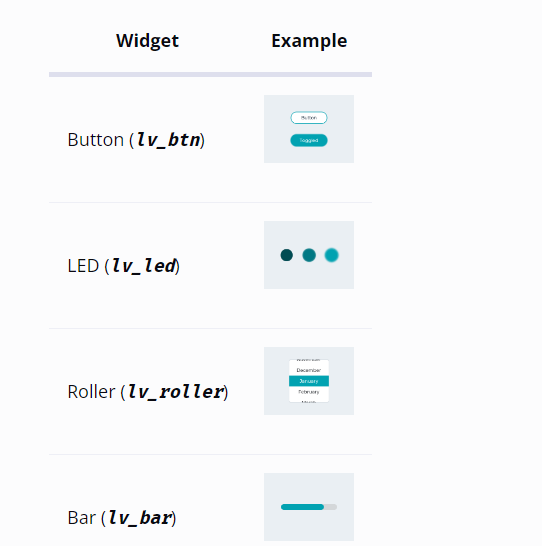 Widget Example
Button (lv_btn)
Button
Toggled
LED (lv_led)
Roller (lv_roller)
December
January
February
Bar (lv_bar)